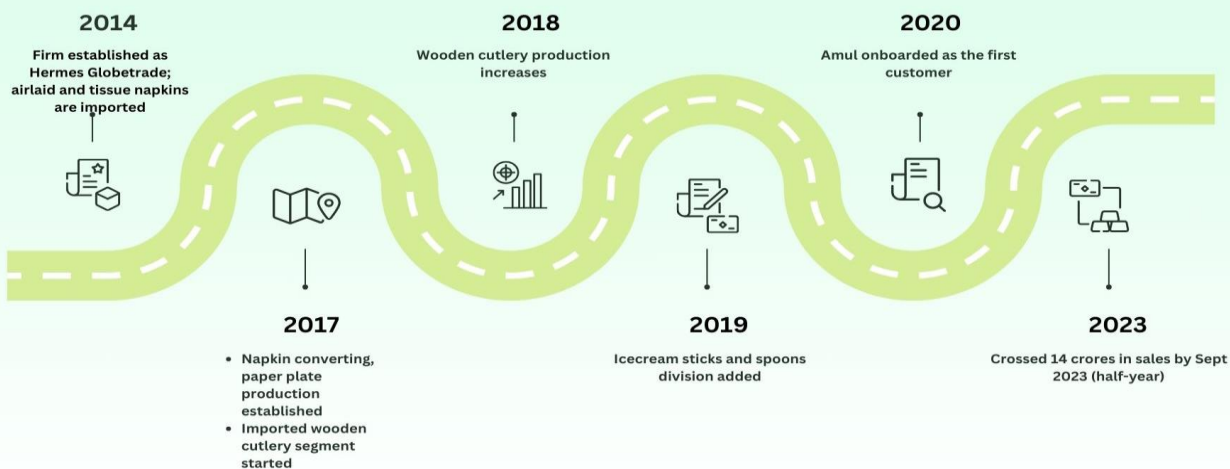 2014
Firm established as
Hermes Globetrade;
airlaid and tissue napkins
are imported
2018
Wooden cutlery production
increases
2020
Amul onboarded as the first
customer
2017
• Napkin converting,
paper plate
production
established
• Imported wooden
cutlery segment
started
2019
Icecream sticks and spoons
division added
2023
Crossed 14 crores in sales by Sept
2023 (half-year)